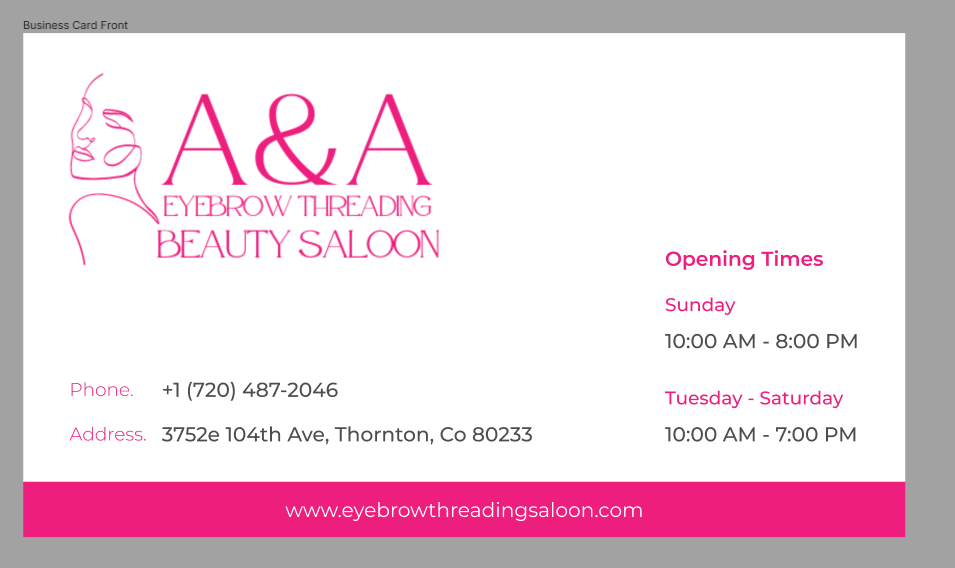 Business Card Front
A&A
EYEBROW THREADING
BEAUTY SALOON
Opening Times
Sunday
10:00 AM - 8:00 PM
Tuesday - Saturday
10:00 AM - 7:00 PM
Phone. +1 (720) 487-2046
Address. 3752e 104th Ave, Thornton, Co 80233
www.eyebrowthreadingsaloon.com